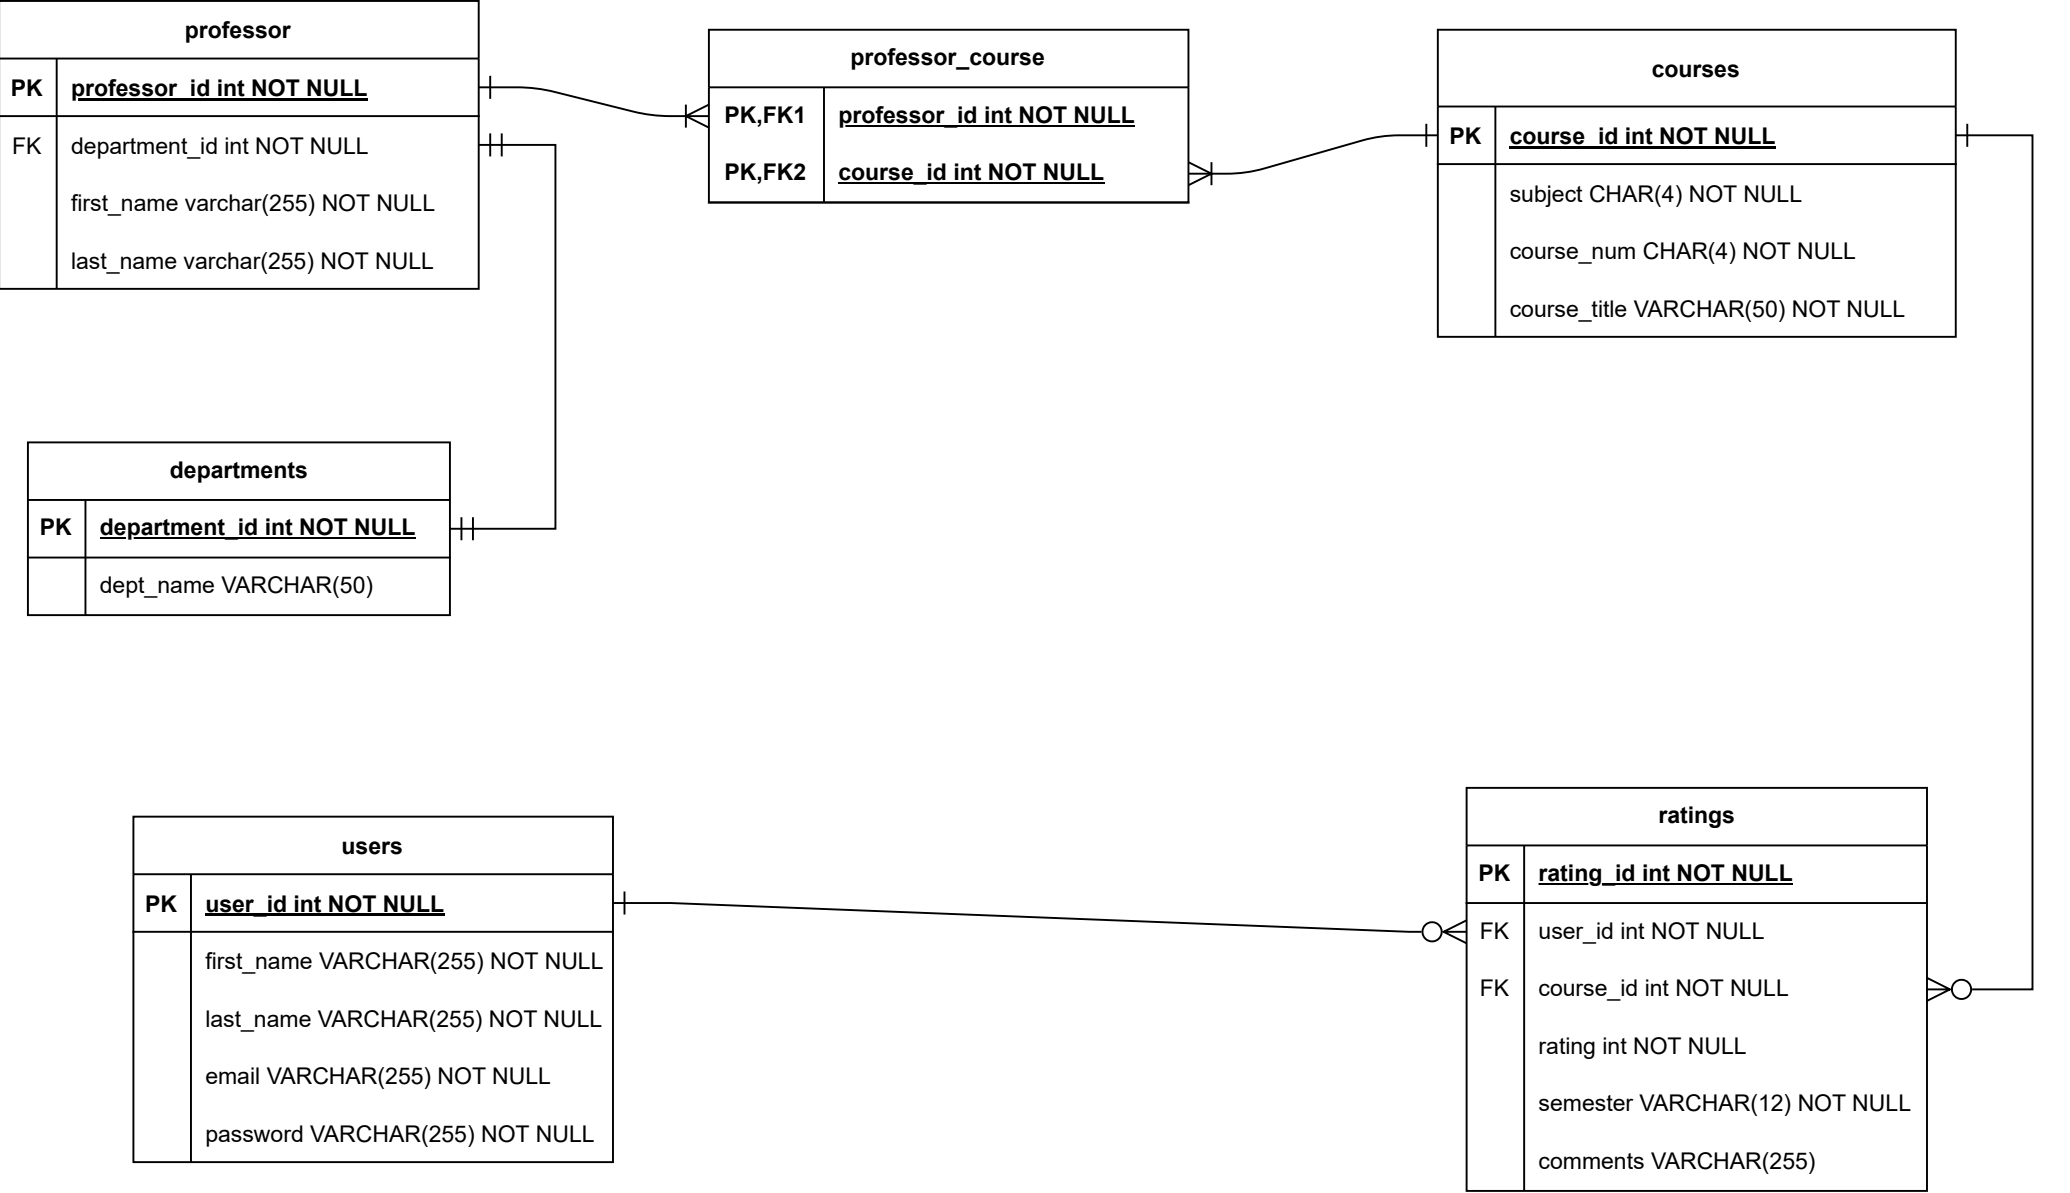 professor
PK professor_id int NOT NULL
FK department_id int NOT NULL
first_name varchar(255) NOT NULL
last_name varchar(255) NOT NULL
professor_course
PK,FK1 professor_id int NOT NULL
PK,FK2 course_id int NOT NULL
courses
PK course_id int NOT NULL
subject CHAR(4) NOT NULL
course_num CHAR(4) NOT NULL
course_title VARCHAR(50) NOT NULL
departments
PK department_id int NOT NULL
dept_name VARCHAR(50)
users
PK user_id int NOT NULL
first_name VARCHAR(255) NOT NULL
last_name VARCHAR(255) NOT NULL
email VARCHAR(255) NOT NULL
password VARCHAR(255) NOT NULL
ratings
PK rating_id int NOT NULL
FK user_id int NOT NULL
FK course_id int NOT NULL
rating int NOT NULL
semester VARCHAR(12) NOT NULL
comments VARCHAR(255)